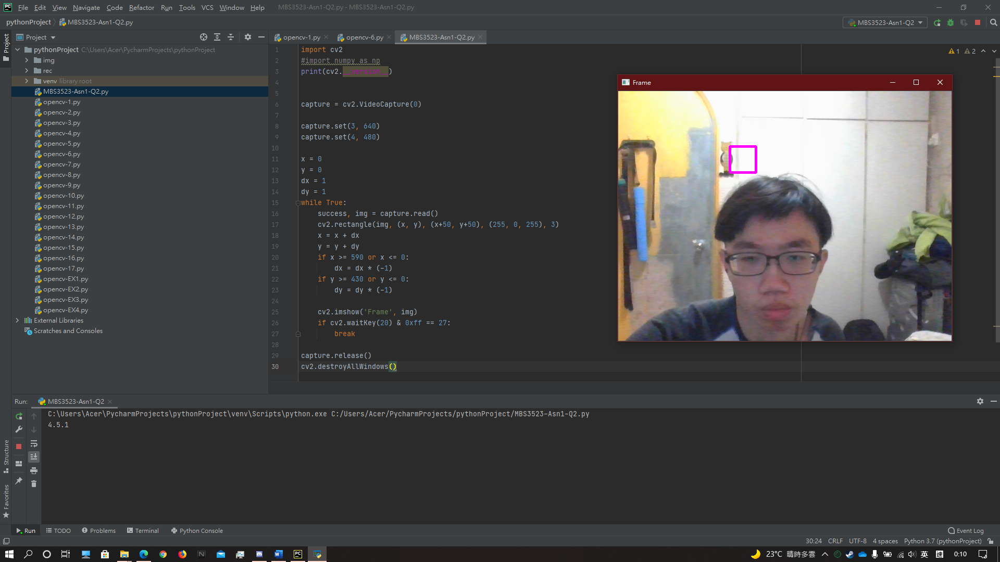 PC File Edit View Navigate Code Refactor Run Tools VCS Window Help MBS3523-Asn1-Q2.py - MBS3523-Asn1-Q2.py
pythonProject MBS3523-Asn1-Q2.py MBS3523-Asn1-Q2
Project opencv-1.py opencv-6.py MBS3523-Asn1-Q2.py
Project
pythonProject C:\Users\Acer\PycharmProjects\pythonProject
img
rec
venv library root
MBS3523-Asn1-Q2.py
opencv-1.py
opencv-2.py
opencv-3.py
opencv-4.py
opencv-5.py
opencv-6.py
opencv-7.py
opencv-8.py
opencv-9.py
opencv-10.py
opencv-11.py
opencv-12.py
opencv-13.py
opencv-14.py
opencv-15.py
opencv-16.py
opencv-17.py
opencv-EX1.py
opencv-EX2.py
opencv-EX3.py
opencv-EX4.py
External Libraries
Scratches and Consoles
1 import cv2
2 #import numpy as np
3 print(cv2.__version__)
4
5
6 capture = cv2.VideoCapture(0)
7
8 capture.set(3, 640)
9 capture.set(4, 480)
10
11 x = 0
12 y = 0
13 dx = 1
14 dy = 1
15 while True:
16 success, img = capture.read()
17 cv2.rectangle(img, (x, y), (x+50, y+50), (255, 0, 255), 3)
18 x = x + dx
19 y = y + dy
20 if x >= 590 or x <= 0:
21 dx = dx * (-1)
22 if y >= 430 or y <= 0:
23 dy = dy * (-1)
24
25 cv2.imshow('Frame', img)
26 if cv2.waitKey(20) & 0xff == 27:
27 break
28
29 capture.release()
30 cv2.destroyAllWindows()
1 2
Frame
Run: MBS3523-Asn1-Q2
C:\Users\Acer\PycharmProjects\pythonProject\venv\Scripts\python.exe C:/Users/Acer/PycharmProjects/pythonProject/MBS3523-Asn1-Q2.py
4.5.1
Structure
Favorites
Run TODO Problems Terminal Python Console Event Log
30:24 CRLF UTF-8 4 spaces Python 3.7 (pythonProject)
23°C 晴時多雲 英 速 0:10